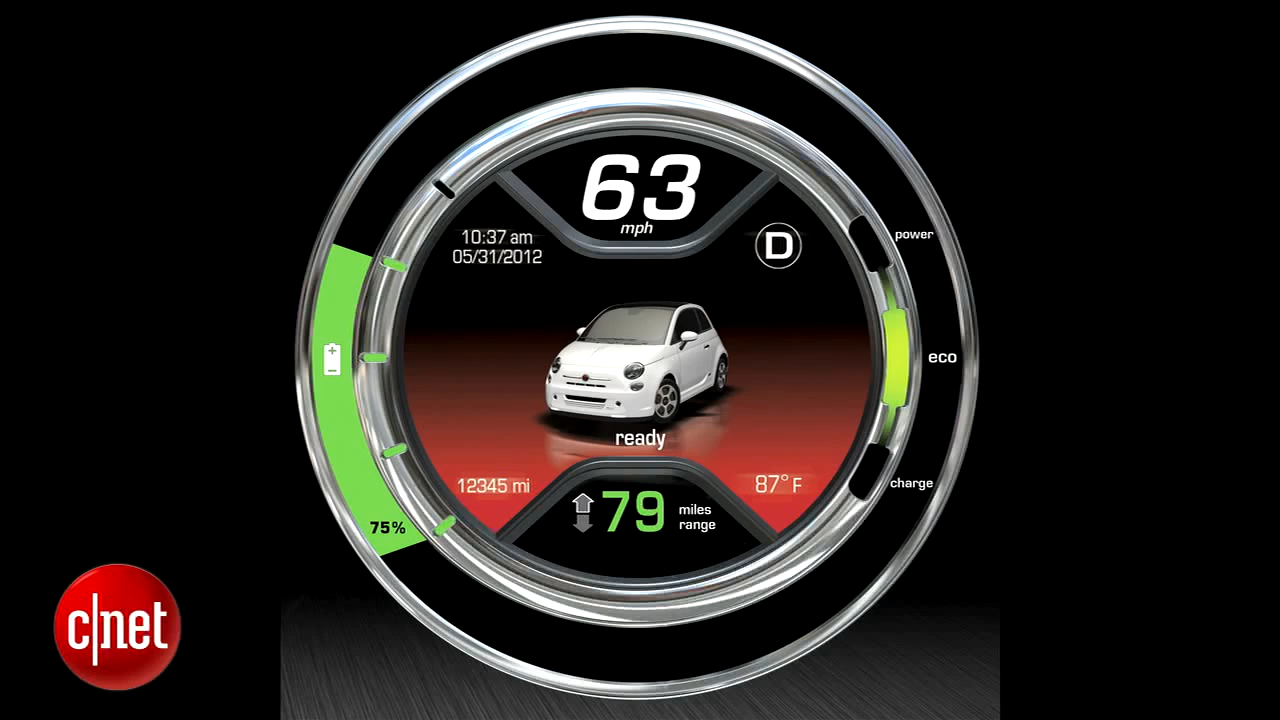 63
mph
10:37 am
05/31/2012
D
power
eco
ready
12345 mi
87° F
charge
79
miles
range
75%
c|net